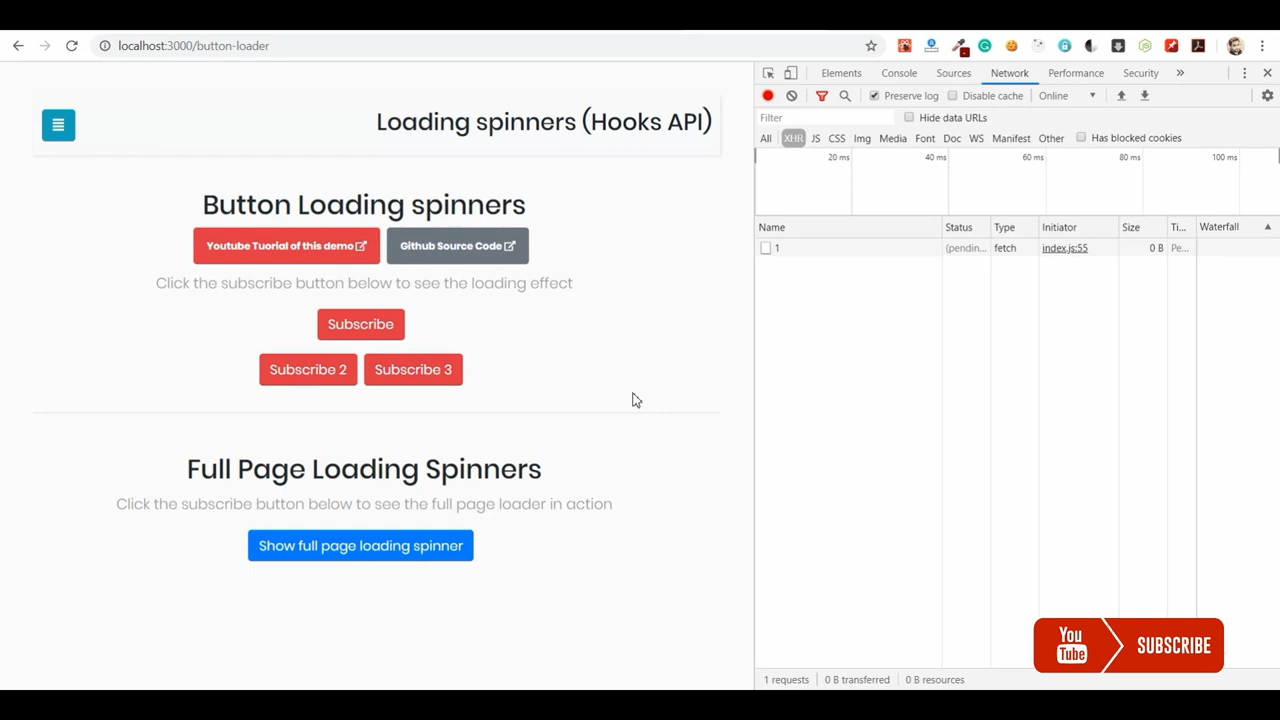 localhost:3000/button-loader
Elements Console Sources Network Performance Security
Preserve log Disable cache Online
Filter Hide data URLs
All XHR JS CSS Img Media Font Doc WS Manifest Other Has blocked cookies
20 ms 40 ms 60 ms 80 ms 100 ms
Name Status Type Initiator Size Ti... Waterfall
1 (pendin... fetch index.js:55 0 B Pe...
Loading spinners (Hooks API)
Button Loading spinners
Youtube Tuorial of this demo Github Source Code
Click the subscribe button below to see the loading effect
Subscribe
Subscribe 2 Subscribe 3
Full Page Loading Spinners
Click the subscribe button below to see the full page loader in action
Show full page loading spinner
You Tube SUBSCRIBE
1 requests 0 B transferred 0 B resources